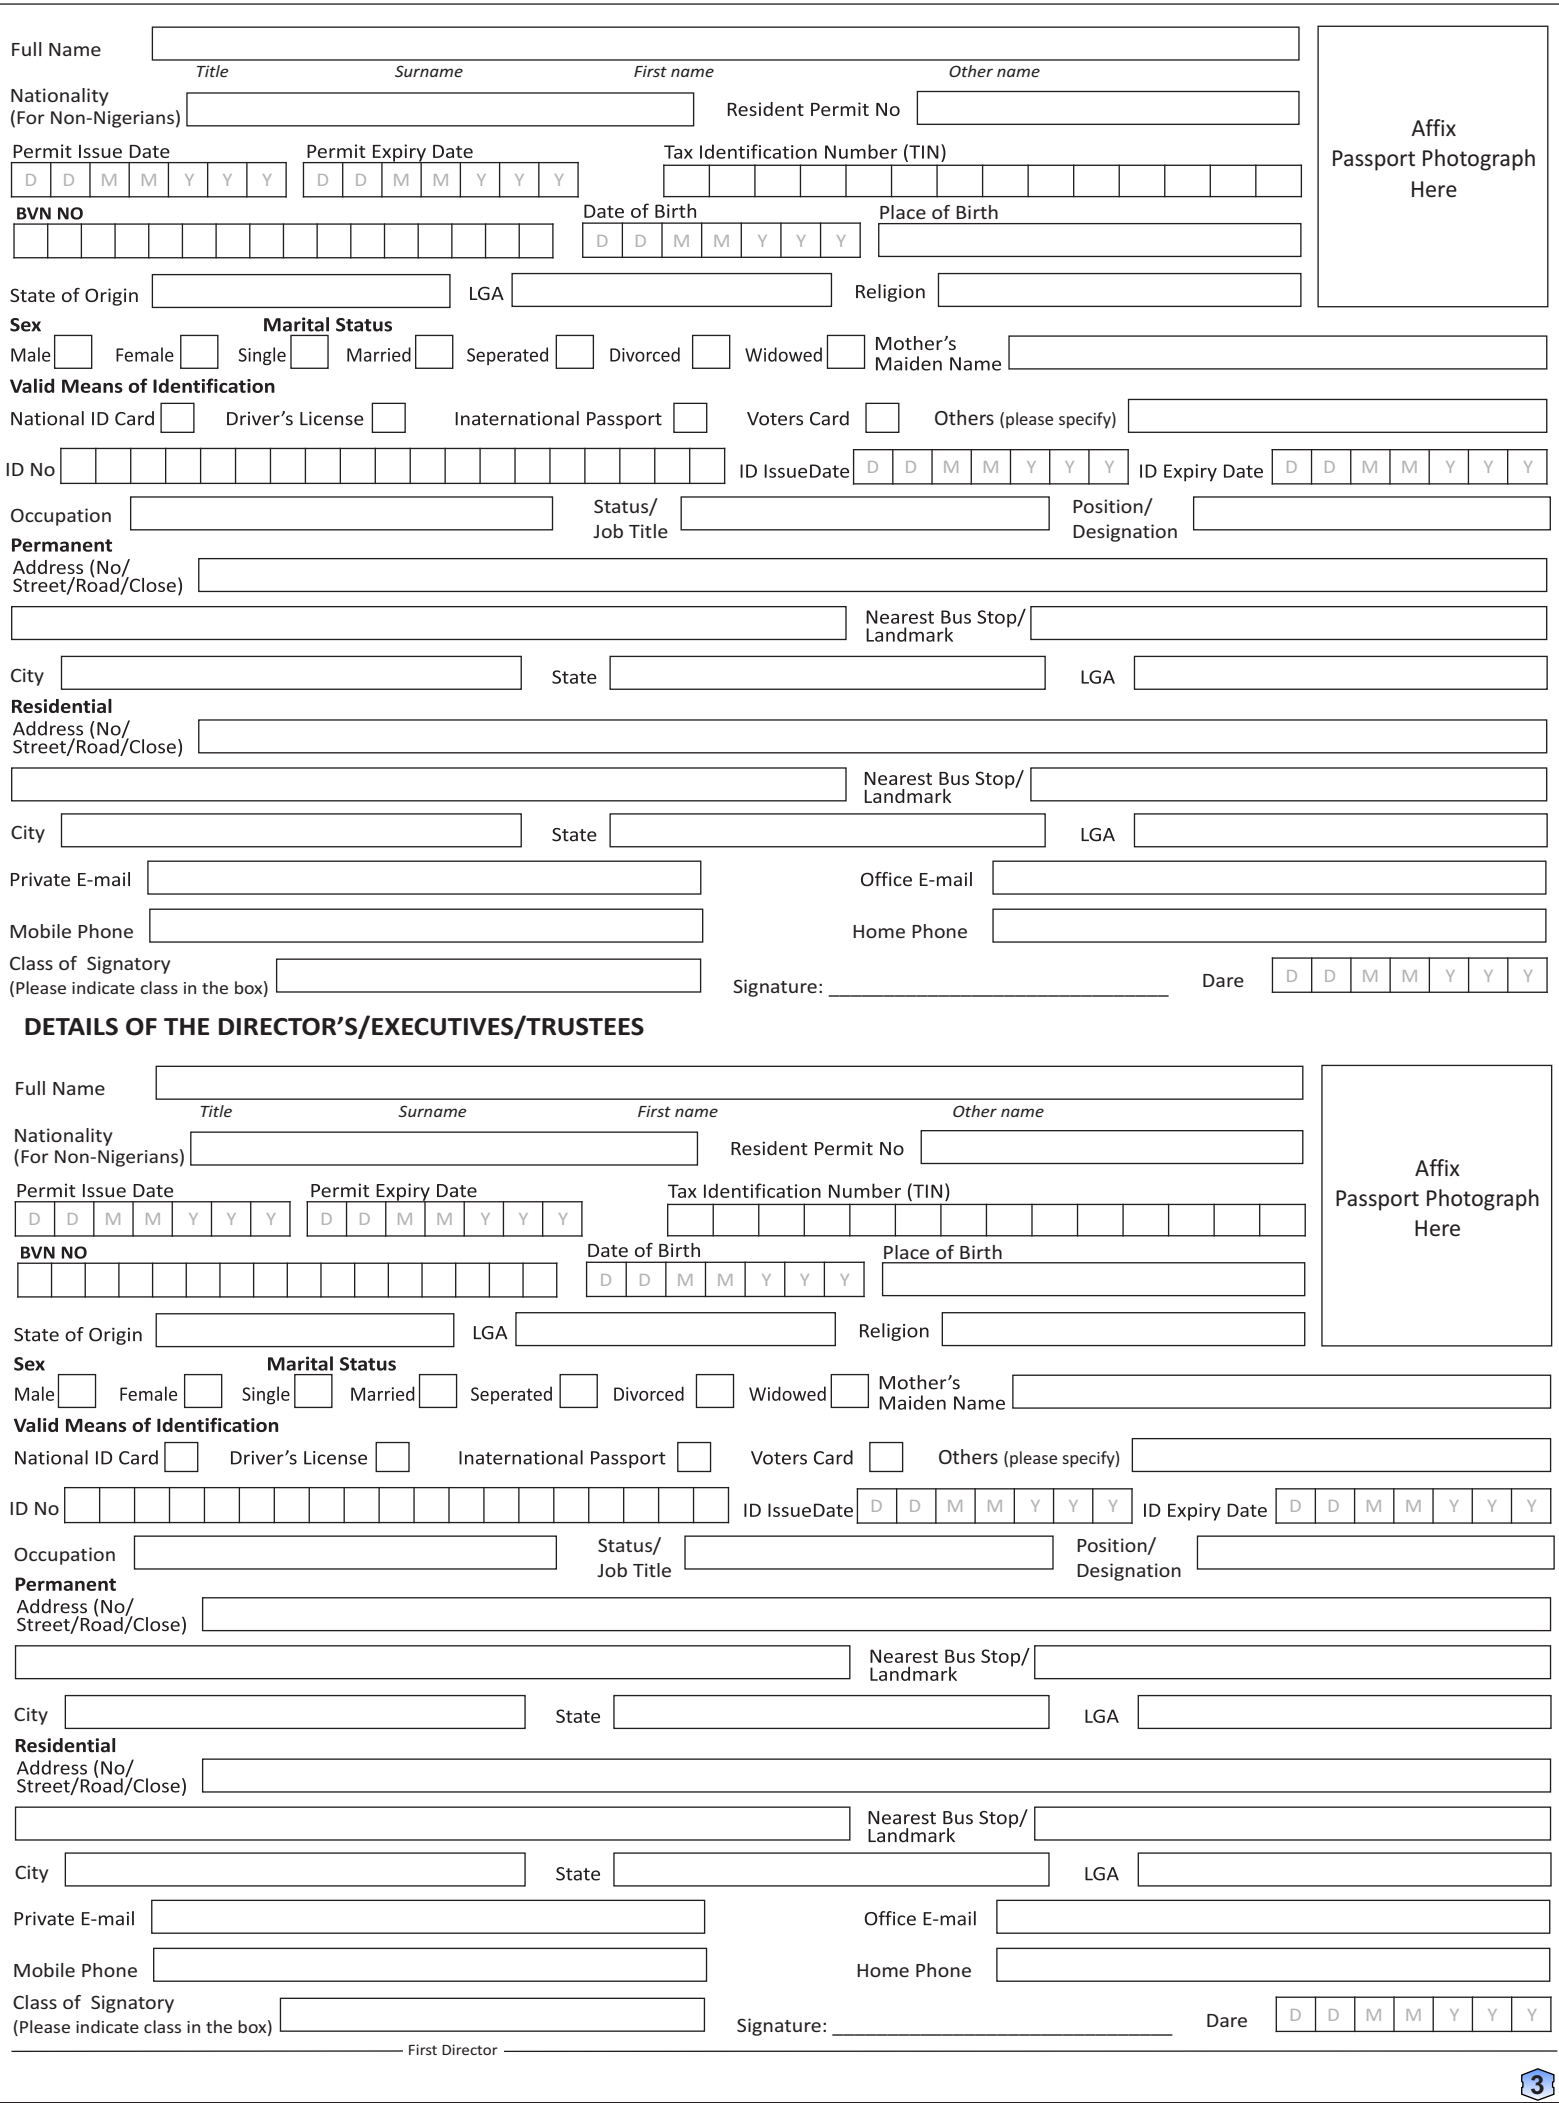 Full Name
Title Surname First name Other name
Nationality
(For Non-Nigerians) Resident Permit No
Affix
Passport Photograph
Here
Permit Issue Date Permit Expiry Date Tax Identification Number (TIN)
D D M M Y Y Y D D M M Y Y Y
BVN NO Date of Birth Place of Birth
D D M M Y Y Y
State of Origin LGA Religion
Sex Marital Status
Male Female Single Married Seperated Divorced Widowed Mother's
Maiden Name
Valid Means of Identification
National ID Card Driver's License Inaternational Passport Voters Card Others (please specify)
ID No ID IssueDate D D M M Y Y Y ID Expiry Date D D M M Y Y Y
Occupation Status/
Job Title Position/
Designation
Permanent
Address (No/
Street/Road/Close)
Nearest Bus Stop/
Landmark
City State LGA
Residential
Address (No/
Street/Road/Close)
Nearest Bus Stop/
Landmark
City State LGA
Private E-mail Office E-mail
Mobile Phone Home Phone
Class of Signatory
(Please indicate class in the box) Signature: Dare D D M M Y Y Y
DETAILS OF THE DIRECTOR'S/EXECUTIVES/TRUSTEES
Full Name
Title Surname First name Other name
Nationality
(For Non-Nigerians) Resident Permit No
Affix
Passport Photograph
Here
Permit Issue Date Permit Expiry Date Tax Identification Number (TIN)
D D M M Y Y Y D D M M Y Y Y
BVN NO Date of Birth Place of Birth
D D M M Y Y Y
State of Origin LGA Religion
Sex Marital Status
Male Female Single Married Seperated Divorced Widowed Mother's
Maiden Name
Valid Means of Identification
National ID Card Driver's License Inaternational Passport Voters Card Others (please specify)
ID No ID IssueDate D D M M Y Y Y ID Expiry Date D D M M Y Y Y
Occupation Status/
Job Title Position/
Designation
Permanent
Address (No/
Street/Road/Close)
Nearest Bus Stop/
Landmark
City State LGA
Residential
Address (No/
Street/Road/Close)
Nearest Bus Stop/
Landmark
City State LGA
Private E-mail Office E-mail
Mobile Phone Home Phone
Class of Signatory
(Please indicate class in the box) Signature: Dare D D M M Y Y Y
First Director
3